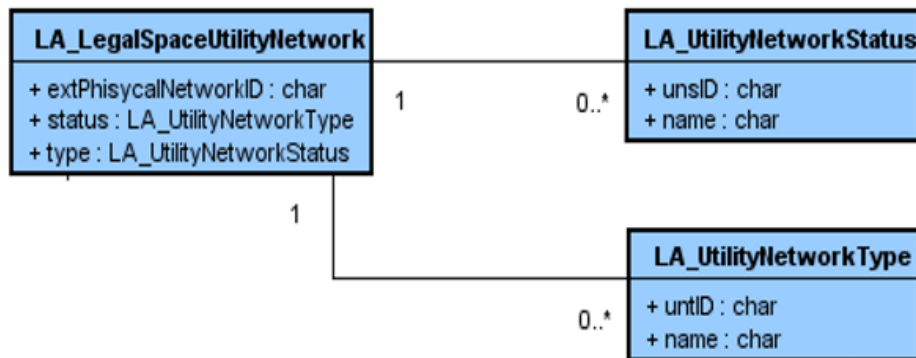 LA_LegalSpaceUtilityNetwork
+ extPhisycalNetworkID : char
+ status : LA_UtilityNetworkType
+ type : LA_UtilityNetworkStatus
1
0..*
LA_UtilityNetworkStatus
+ unsID : char
+ name : char
1
0..*
LA_UtilityNetworkType
+ untID : char
+ name : char